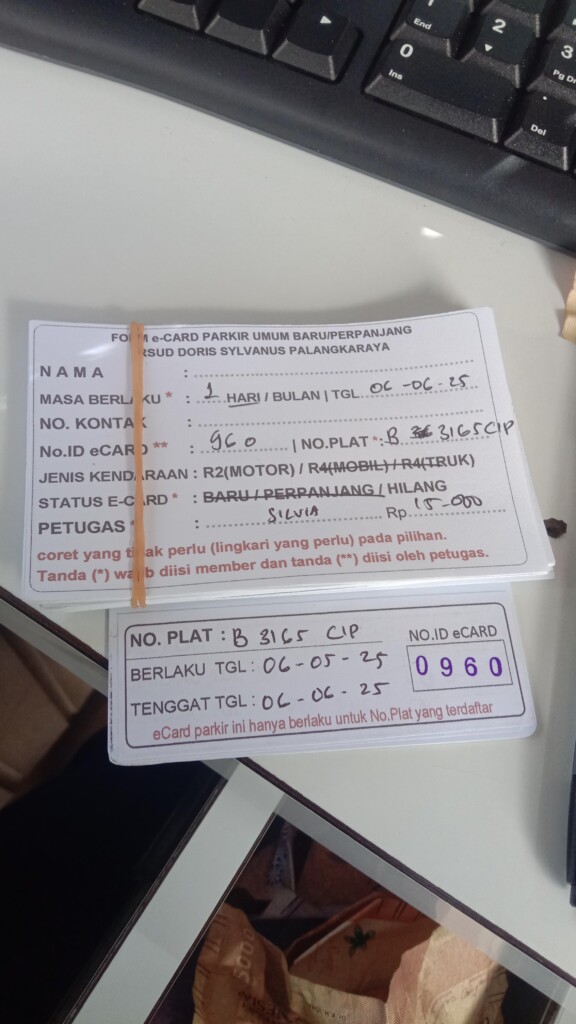 1
End
2
3
Pg Dn
0
Ins
.
Del
FORM e-CARD PARKIR UMUM BARU/PERPANJANG
RSUD DORIS SYLVANUS PALANGKARAYA
NAMA :
MASA BERLAKU * : 1 HARI / BULAN | TGL 06-06-25
NO. KONTAK :
No.ID eCARD ** : 960 | NO.PLAT *: B 3165 CIP
JENIS KENDARAAN : R2(MOTOR) / R4(MOBIL) / R4(TRUK)
STATUS E-CARD * : BARU / PERPANJANG / HILANG
PETUGAS * : SILVIA Rp 15-000
coret yang tidak perlu (lingkari yang perlu) pada pilihan.
Tanda (*) wajib diisi member dan tanda (**) diisi oleh petugas.
NO. PLAT : B 3165 CIP
NO.ID eCARD
0960
BERLAKU TGL : 06-05-25
TENGGAT TGL : 06-06-25
eCard parkir ini hanya berlaku untuk No.Plat yang terdaftar